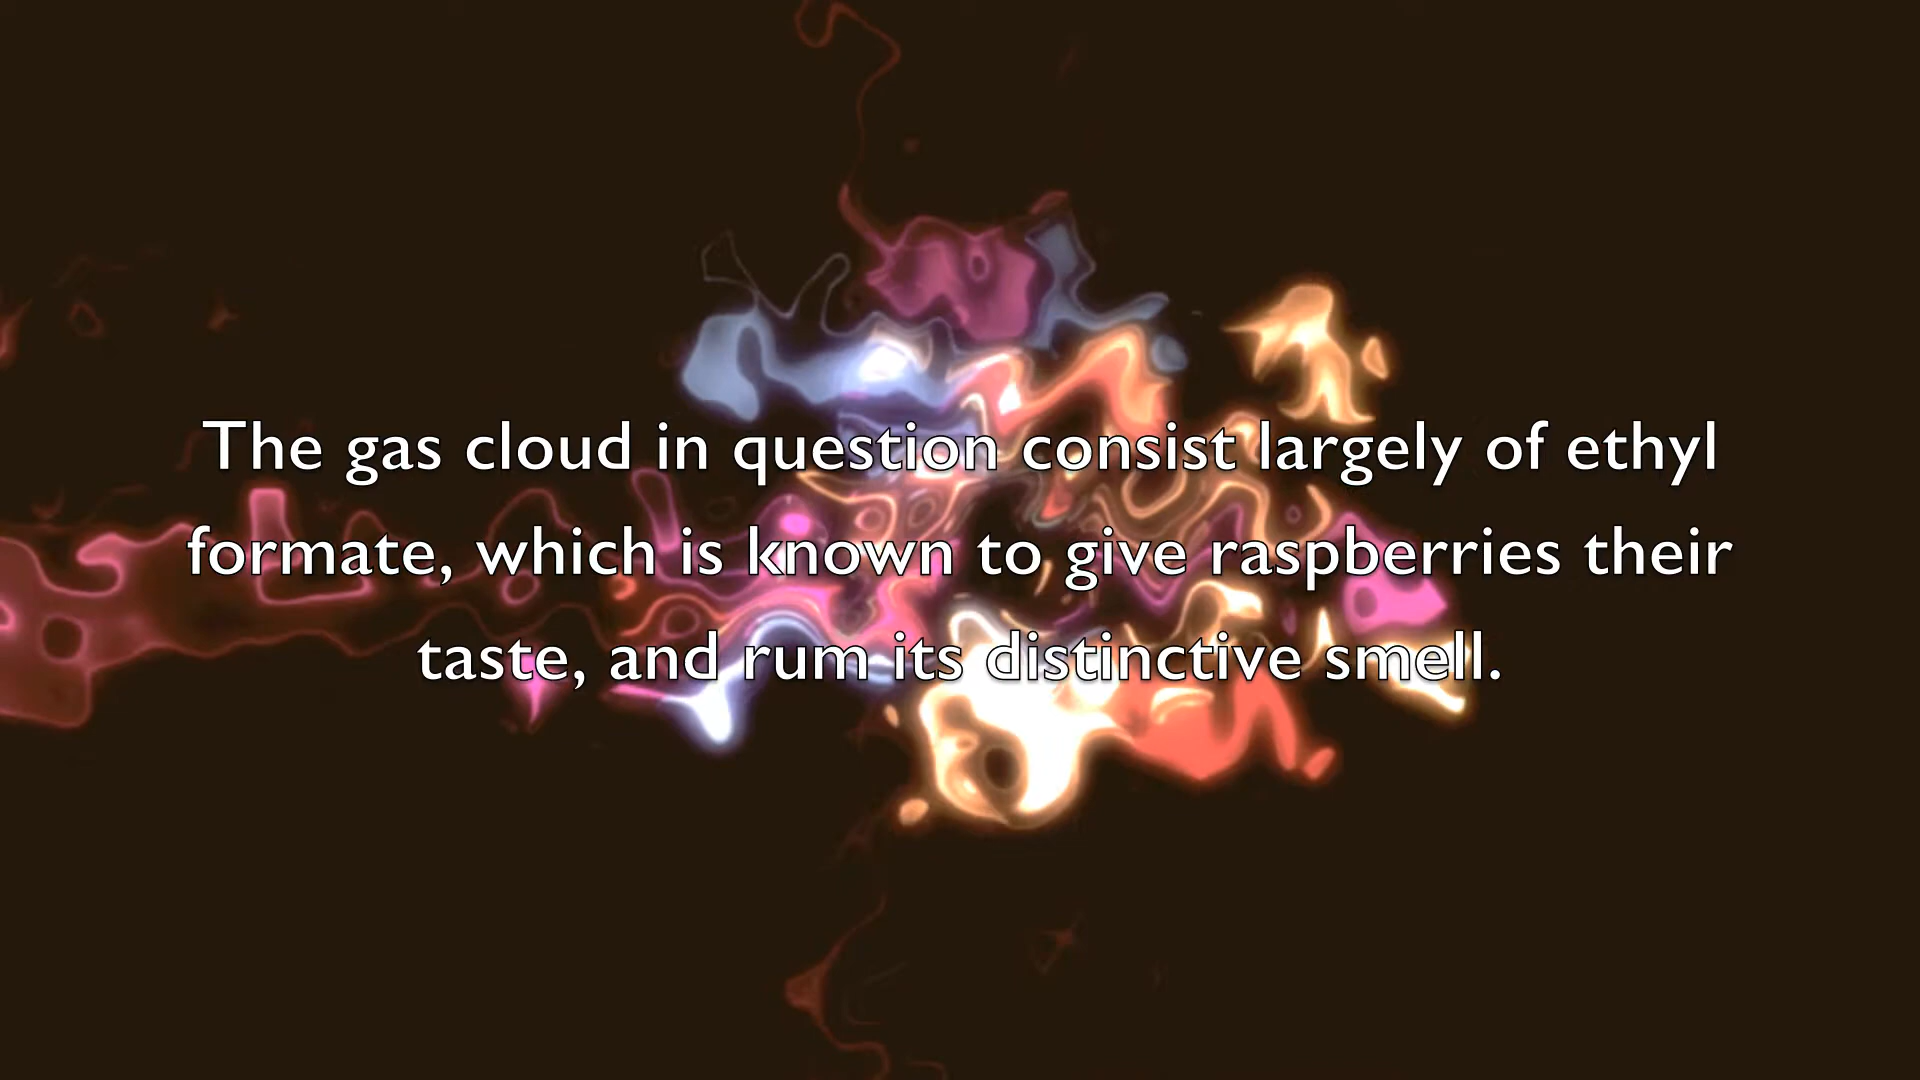 The gas cloud in question consist largely of ethyl
formate, which is known to give raspberries their
taste, and rum its distinctive smell.